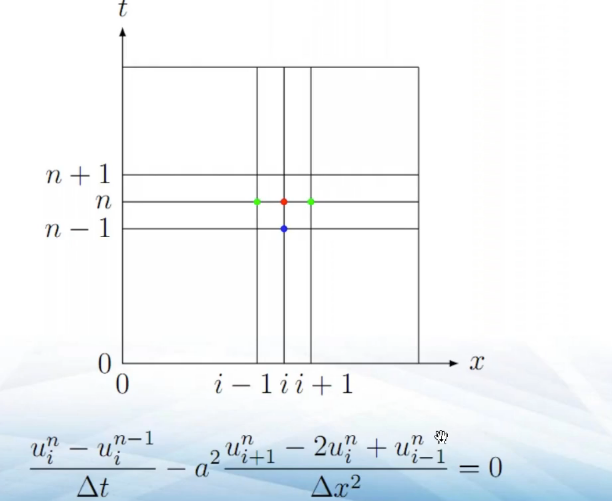 t
n + 1
n
n − 1
0
x
0 i − 1 i i + 1
\frac{u_i^n - u_i^{n-1}}{\Delta t} - a^2 \frac{u_{i+1}^n - 2u_i^n + u_{i-1}^n}{\Delta x^2} = 0